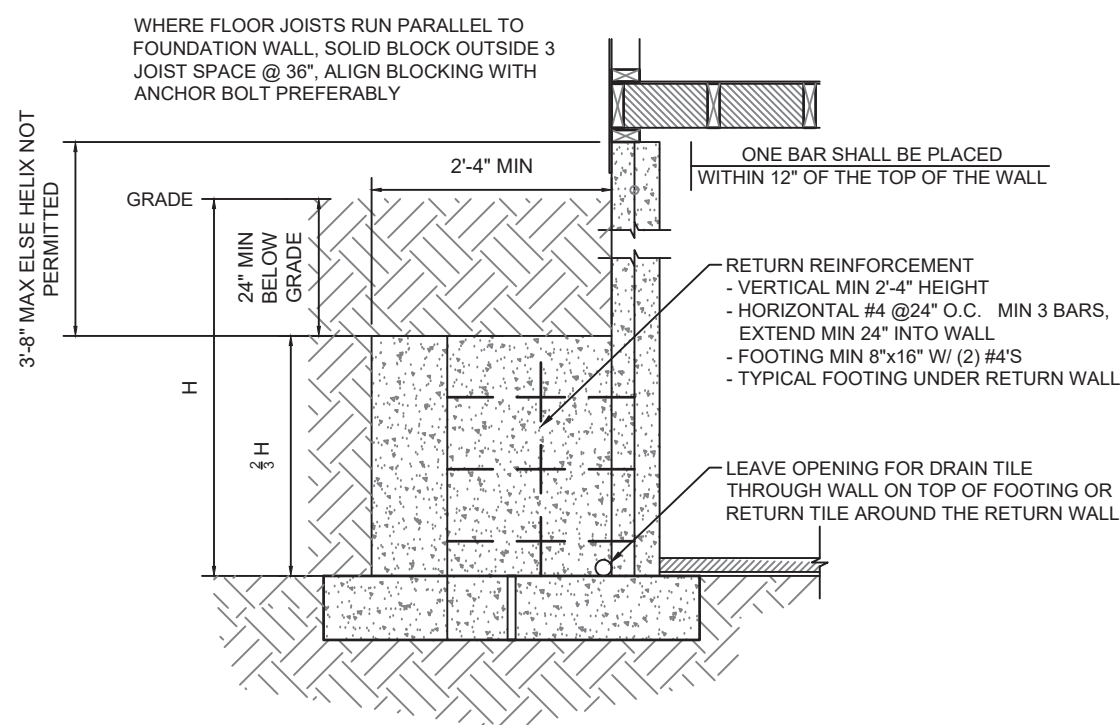 WHERE FLOOR JOISTS RUN PARALLEL TO
FOUNDATION WALL, SOLID BLOCK OUTSIDE 3
JOIST SPACE @ 36", ALIGN BLOCKING WITH
ANCHOR BOLT PREFERABLY
3'-8" MAX ELSE HELIX NOT
PERMITTED
GRADE
2'-4" MIN
24" MIN
BELOW
GRADE
H
⅔ H
ONE BAR SHALL BE PLACED
WITHIN 12" OF THE TOP OF THE WALL
RETURN REINFORCEMENT
- VERTICAL MIN 2'-4" HEIGHT
- HORIZONTAL #4 @24" O.C. MIN 3 BARS,
EXTEND MIN 24" INTO WALL
- FOOTING MIN 8"x16" W/ (2) #4'S
- TYPICAL FOOTING UNDER RETURN WALL
LEAVE OPENING FOR DRAIN TILE
THROUGH WALL ON TOP OF FOOTING OR
RETURN TILE AROUND THE RETURN WALL